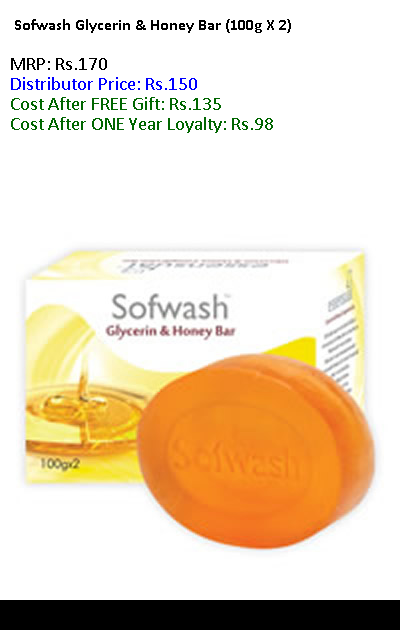 Sofwash Glycerin & Honey Bar (100g X 2)
MRP: Rs.170
Distributor Price: Rs.150
Cost After FREE Gift: Rs.135
Cost After ONE Year Loyalty: Rs.98
Sofwash™
Glycerin & Honey Bar
100gx2
Sofwash